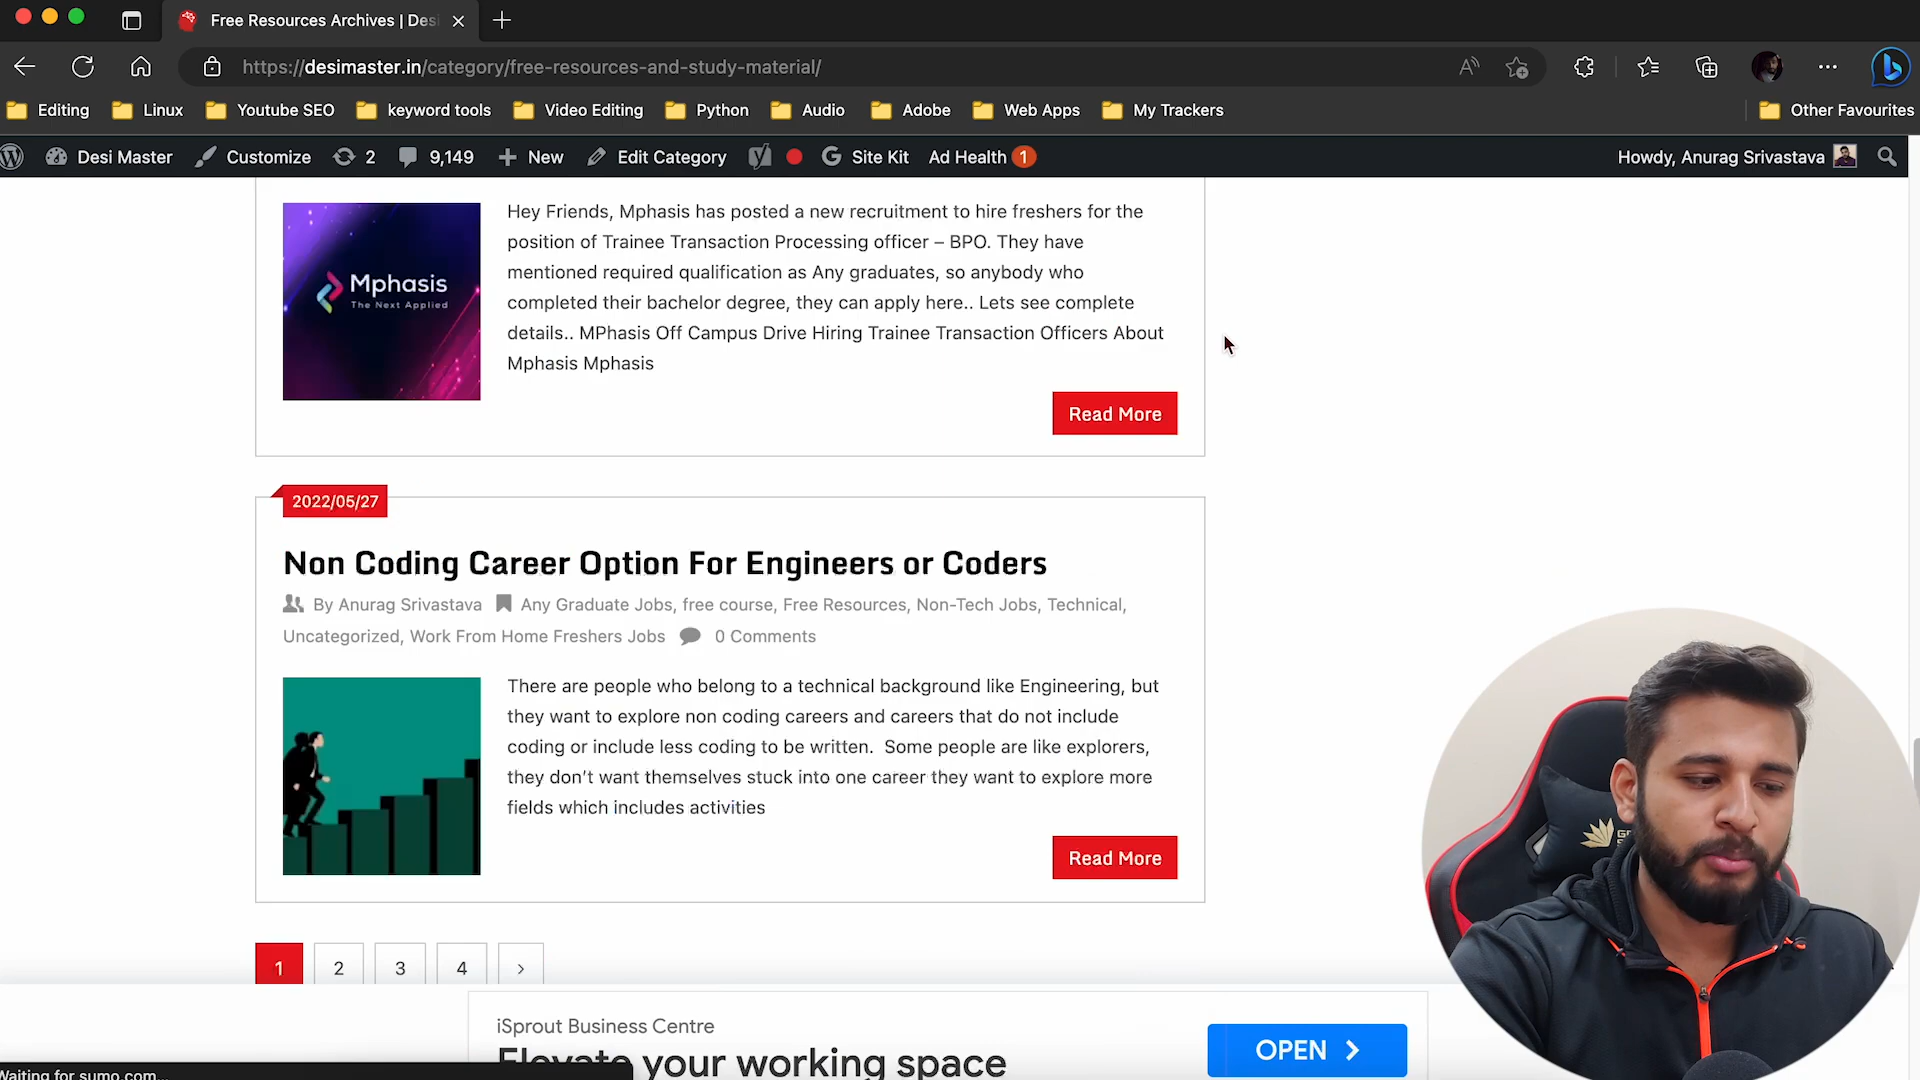 Free Resources Archives | Desi
https://desimaster.in/category/free-resources-and-study-material/
Editing Linux Youtube SEO keyword tools Video Editing Python Audio Adobe Web Apps My Trackers Other Favourites
Desi Master Customize 2 9,149 New Edit Category Site Kit Ad Health 1 Howdy, Anurag Srivastava
Hey Friends, Mphasis has posted a new recruitment to hire freshers for the
position of Trainee Transaction Processing officer – BPO. They have
mentioned required qualification as Any graduates, so anybody who
completed their bachelor degree, they can apply here.. Lets see complete
details.. MPhasis Off Campus Drive Hiring Trainee Transaction Officers About
Mphasis Mphasis
Mphasis
The Next Applied
Read More
2022/05/27
Non Coding Career Option For Engineers or Coders
By Anurag Srivastava Any Graduate Jobs, free course, Free Resources, Non-Tech Jobs, Technical,
Uncategorized, Work From Home Freshers Jobs 0 Comments
There are people who belong to a technical background like Engineering, but
they want to explore non coding careers and careers that do not include
coding or include less coding to be written. Some people are like explorers,
they don't want themselves stuck into one career they want to explore more
fields which includes activities
Read More
1 2 3 4 ›
iSprout Business Centre
Elevate your working space
OPEN
Waiting for sumo.com...